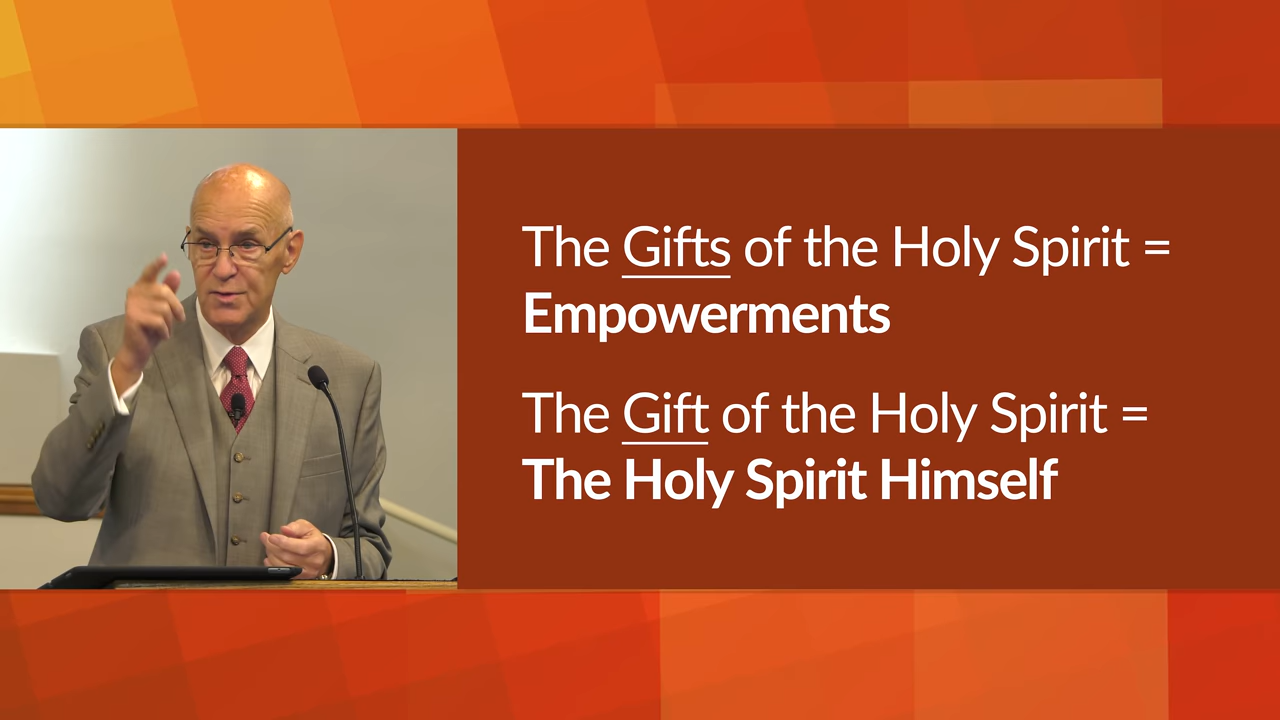 The Gifts of the Holy Spirit =
Empowerments
The Gift of the Holy Spirit =
The Holy Spirit Himself